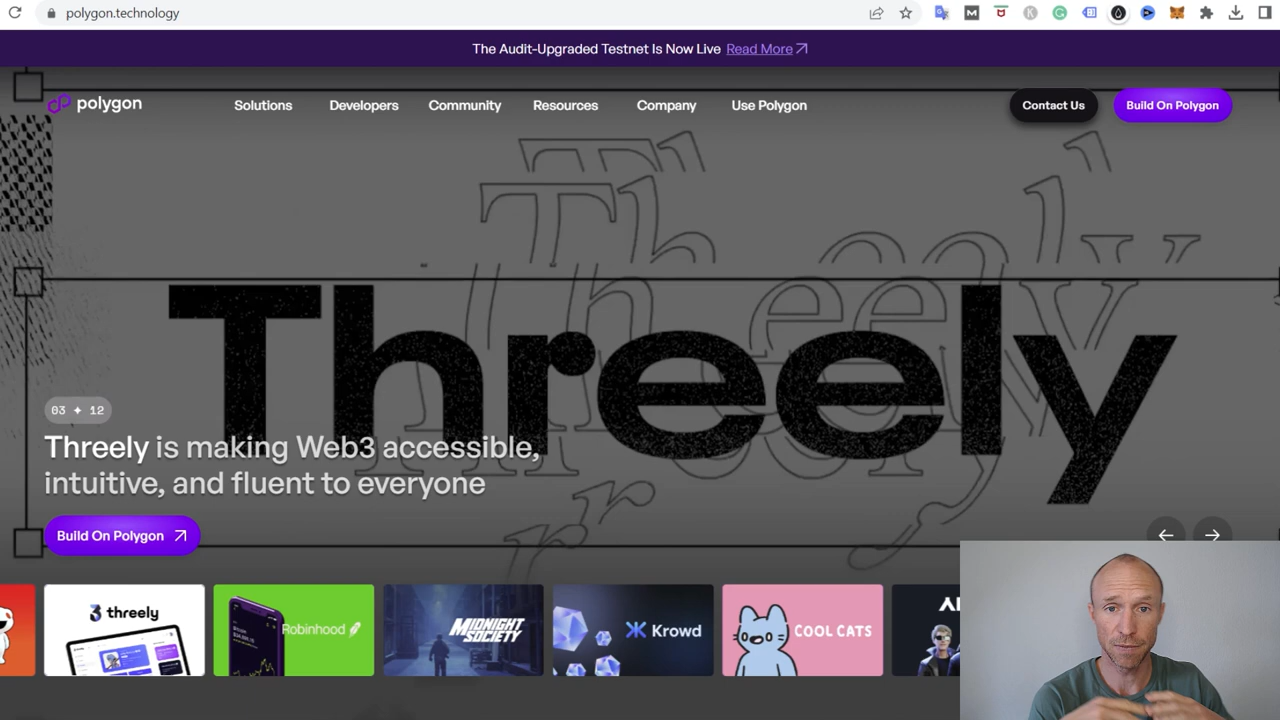 polygon.technology
The Audit-Upgraded Testnet Is Now Live Read More
polygon Solutions Developers Community Resources Company Use Polygon Contact Us Build On Polygon
Threely
03 ✦ 12
Threely is making Web3 accessible,
intuitive, and fluent to everyone
Build On Polygon
threely
Robinhood
MIDNIGHT
SOCIETY
Krowd
COOL CATS